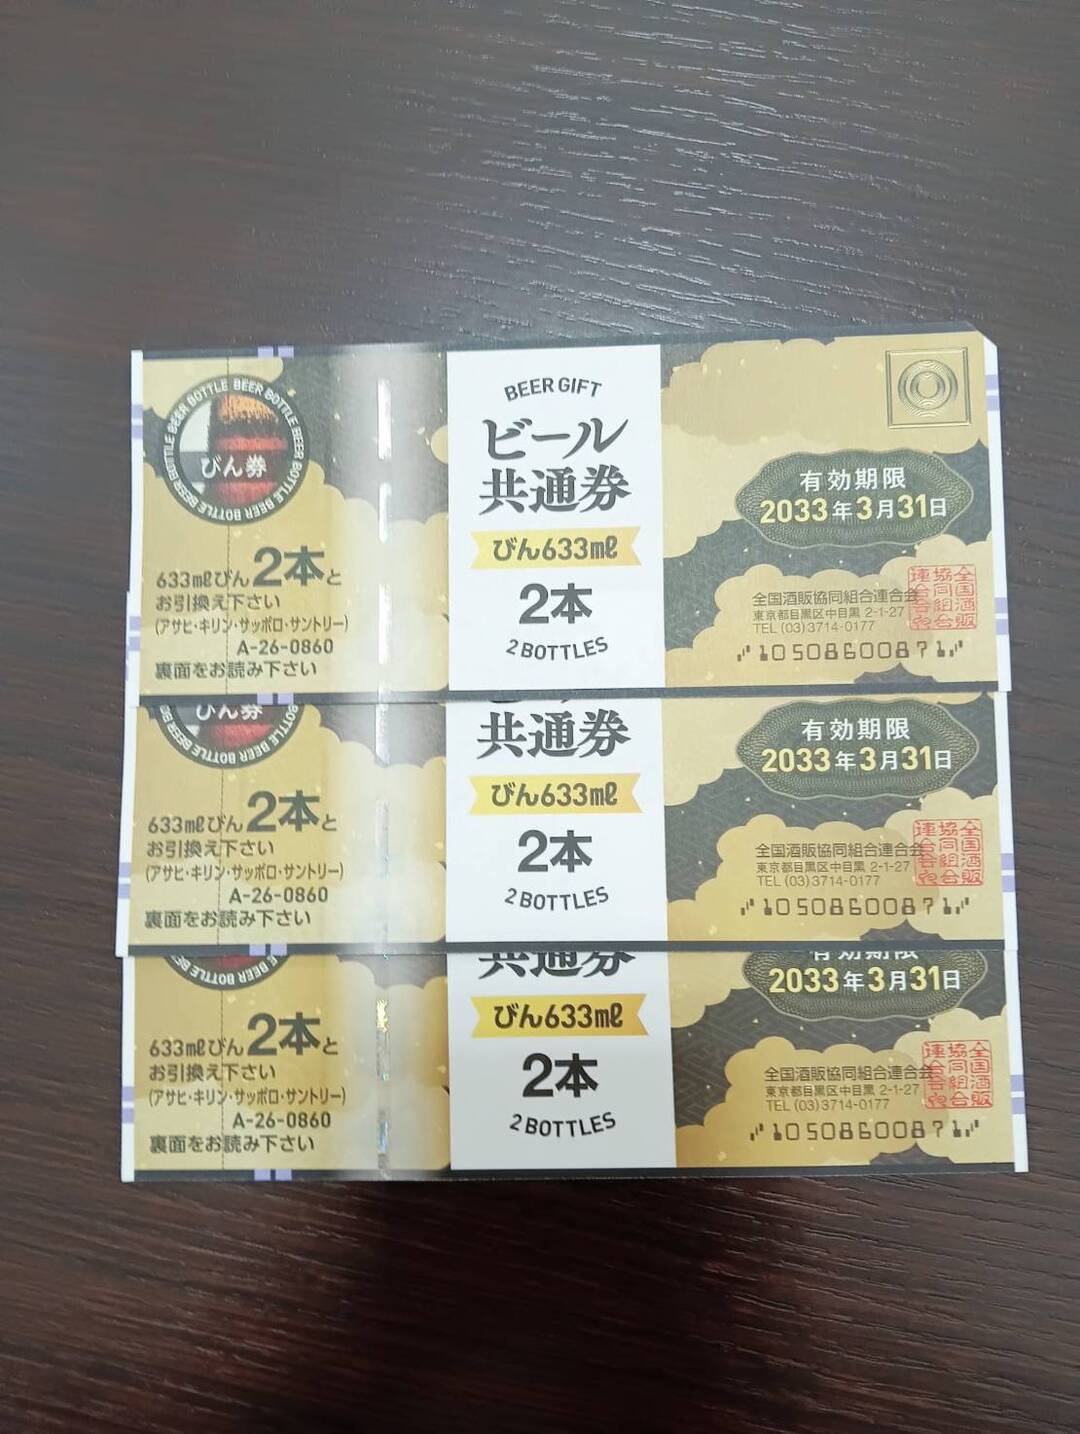 BEER BOTTLE BEER BOTTLE BEER BOTTLE BEER BOTTLE
びん券
633mlびん2本と
お引換え下さい
(アサヒ・キリン・サッポロ・サントリー)
A-26-0860
裏面をお読み下さい
BEER GIFT
ビール
共通券
びん633ml
2本
2 BOTTLES
有効期限
2033年3月31日
全国酒販協同組合連合会
東京都目黒区中目黒 2-1-27
TEL (03)3714-0177
1050860087
全国酒販
協同組合
びん券
633mlびん2本と
お引換え下さい
(アサヒ・キリン・サッポロ・サントリー)
A-26-0860
裏面をお読み下さい
共通券
びん633ml
2本
2 BOTTLES
有効期限
2033年3月31日
全国酒販協同組合連合会
東京都目黒区中目黒 2-1-27
TEL (03)3714-0177
1050860087
全国酒販
協同組合
633mlびん2本と
お引換え下さい
(アサヒ・キリン・サッポロ・サントリー)
A-26-0860
裏面をお読み下さい
共通券
びん633ml
2本
2 BOTTLES
有効期限
2033年3月31日
全国酒販協同組合連合会
東京都目黒区中目黒 2-1-27
TEL (03)3714-0177
1050860087
全国酒販
協同組合